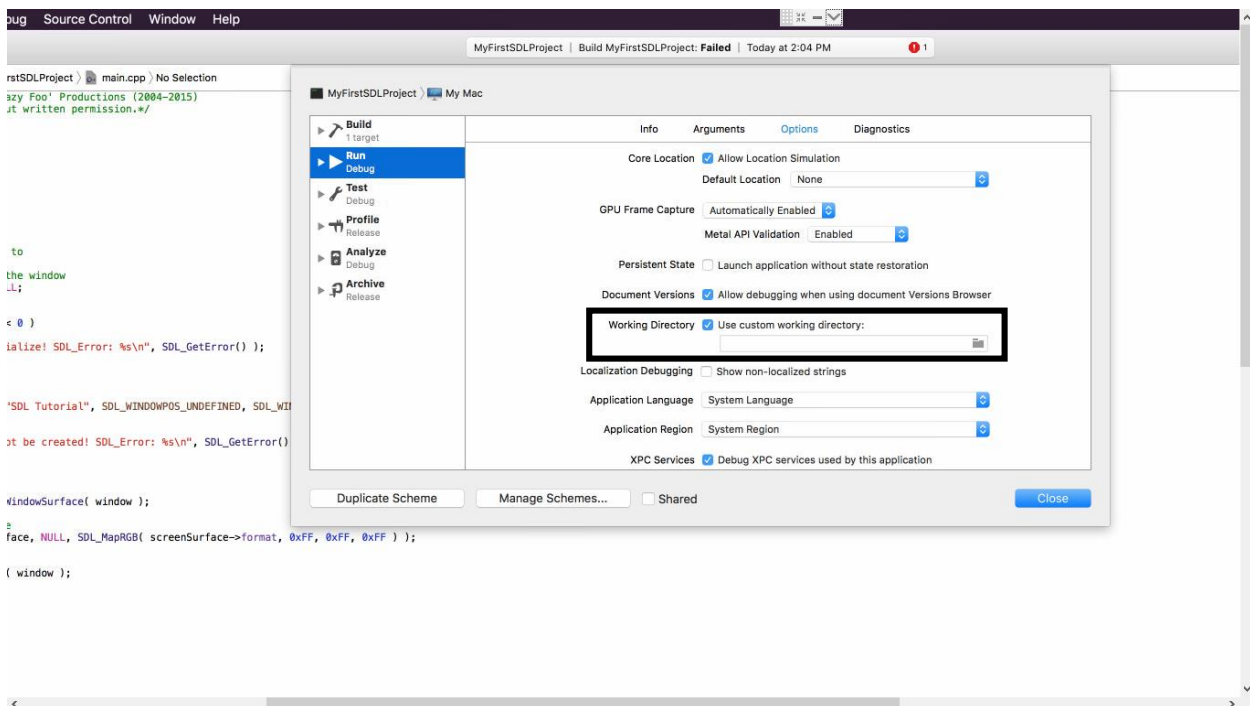 bug Source Control Window Help
MyFirstSDLProject | Build MyFirstSDLProject: Failed | Today at 2:04 PM 1
rstSDLProject main.cpp No Selection
azy Foo' Productions (2004-2015)
ut written permission.*/
to
the window
LL;
< 0 )
ialize! SDL_Error: %s\n", SDL_GetError() );
"SDL Tutorial", SDL_WINDOWPOS_UNDEFINED, SDL_WI
ot be created! SDL_Error: %s\n", SDL_GetError()
WindowSurface( window );
e
face, NULL, SDL_MapRGB( screenSurface->format, 0xFF, 0xFF, 0xFF ) );
( window );
MyFirstSDLProject My Mac
Build
1 target
Run
Debug
Test
Debug
Profile
Release
Analyze
Debug
Archive
Release
Info Arguments Options Diagnostics
Core Location Allow Location Simulation
Default Location None
GPU Frame Capture Automatically Enabled
Metal API Validation Enabled
Persistent State Launch application without state restoration
Document Versions Allow debugging when using document Versions Browser
Working Directory Use custom working directory:
Localization Debugging Show non-localized strings
Application Language System Language
Application Region System Region
XPC Services Debug XPC services used by this application
Duplicate Scheme Manage Schemes... Shared Close